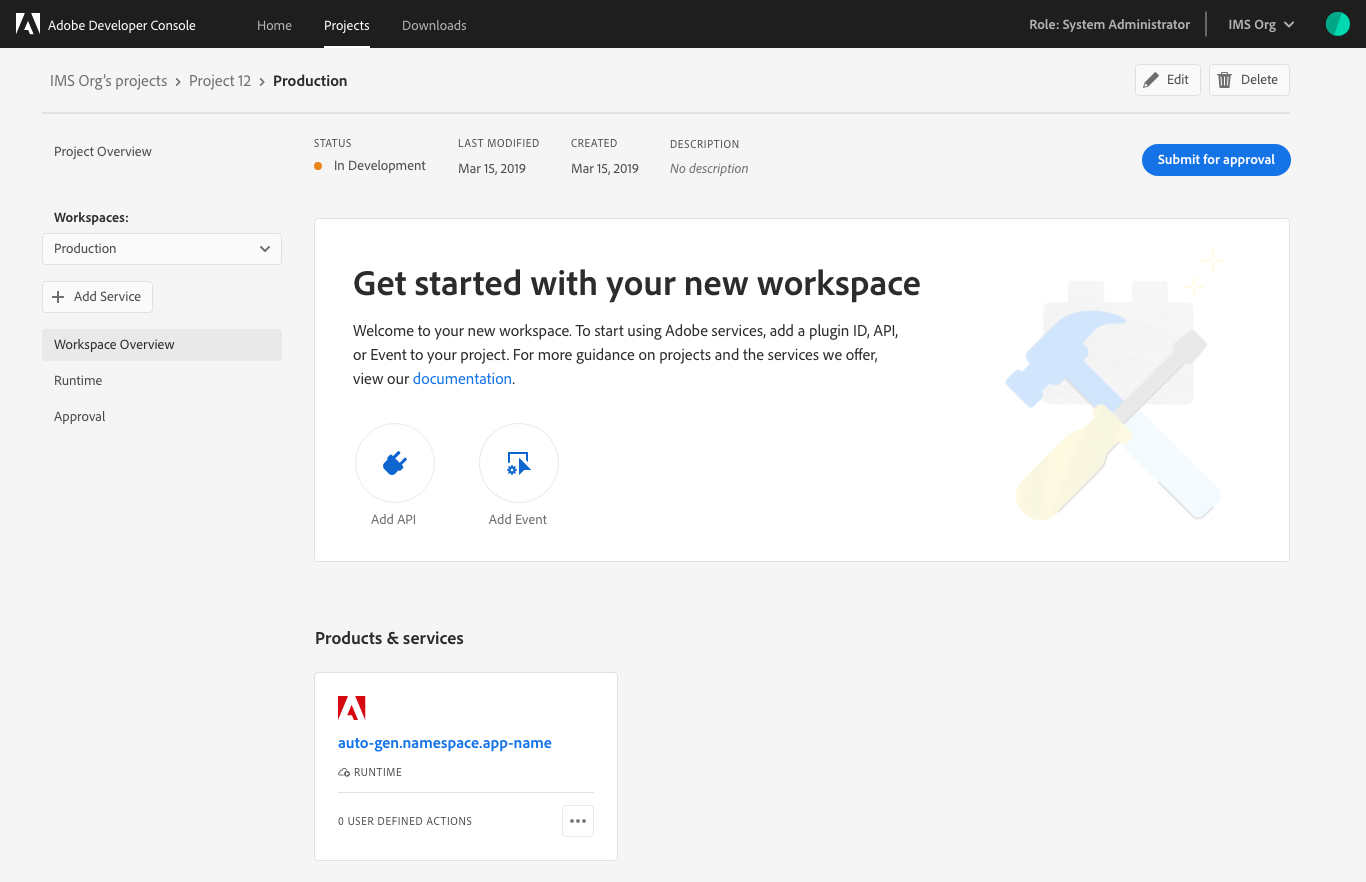 Adobe Developer Console
Home
Projects
Downloads
Role: System Administrator
IMS Org
IMS Org's projects > Project 12 > Production
Edit
Delete
Project Overview
STATUS
In Development
LAST MODIFIED
Mar 15, 2019
CREATED
Mar 15, 2019
DESCRIPTION
No description
Submit for approval
Workspaces:
Production
Add Service
Workspace Overview
Runtime
Approval
Get started with your new workspace
Welcome to your new workspace. To start using Adobe services, add a plugin ID, API,
or Event to your project. For more guidance on projects and the services we offer,
view our documentation.
Add API
Add Event
Products & services
auto-gen.namespace.app-name
RUNTIME
0 USER DEFINED ACTIONS